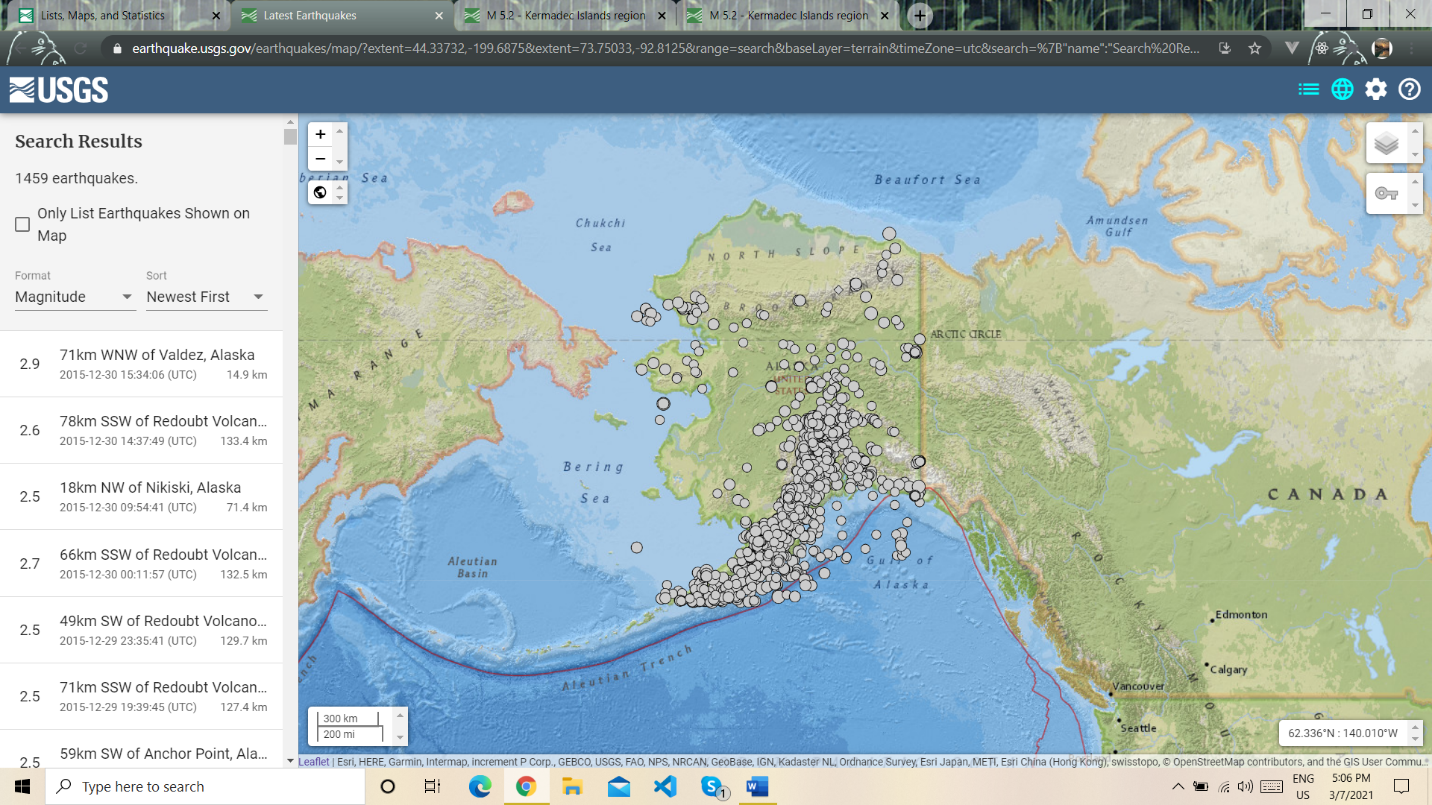 Lists, Maps, and Statistics
Latest Earthquakes
M 5.2 - Kermadec Islands region
M 5.2 - Kermadec Islands region
earthquake.usgs.gov/earthquakes/map/?extent=44.33732,-199.6875&extent=73.75033,-92.8125&range=search&baseLayer=terrain&timeZone=utc&search=%7B"name":"Search%20Re...
USGS
Search Results
1459 earthquakes.
Only List Earthquakes Shown on
Map
Format
Sort
Magnitude
Newest First
2.9
71km WNW of Valdez, Alaska
2015-12-30 15:34:06 (UTC)
14.9 km
2.6
78km SSW of Redoubt Volcan...
2015-12-30 14:37:49 (UTC)
133.4 km
2.5
18km NW of Nikiski, Alaska
2015-12-30 09:54:41 (UTC)
71.4 km
2.7
66km SSW of Redoubt Volcan...
2015-12-30 00:11:57 (UTC)
132.5 km
2.5
49km SW of Redoubt Volcano...
2015-12-29 23:35:41 (UTC)
129.7 km
2.5
71km SSW of Redoubt Volcan...
2015-12-29 19:39:45 (UTC)
127.4 km
2.5
59km SW of Anchor Point, Ala...
+
−
berian Sea
Beaufort Sea
Chukchi
Sea
Amundsen
Gulf
NORTH SLOPE
ARCTIC CIRCLE
UNITED
Bering
Sea
CANADA
Aleutian
Basin
Gulf of
Alaska
Aleutian Trench
ROCKY
Edmonton
Calgary
Vancouver
Seattle
300 km
200 mi
62.336°N : 140.010°W
Leaflet | Esri, HERE, Garmin, Intermap, increment P Corp., GEBCO, USGS, FAO, NPS, NRCAN, GeoBase, IGN, Kadaster NL, Ordnance Survey, Esri Japan, METI, Esri China (Hong Kong), swisstopo, © OpenStreetMap contributors, and the GIS User Commu...
Type here to search
1
ENG
US
5:06 PM
3/7/2021